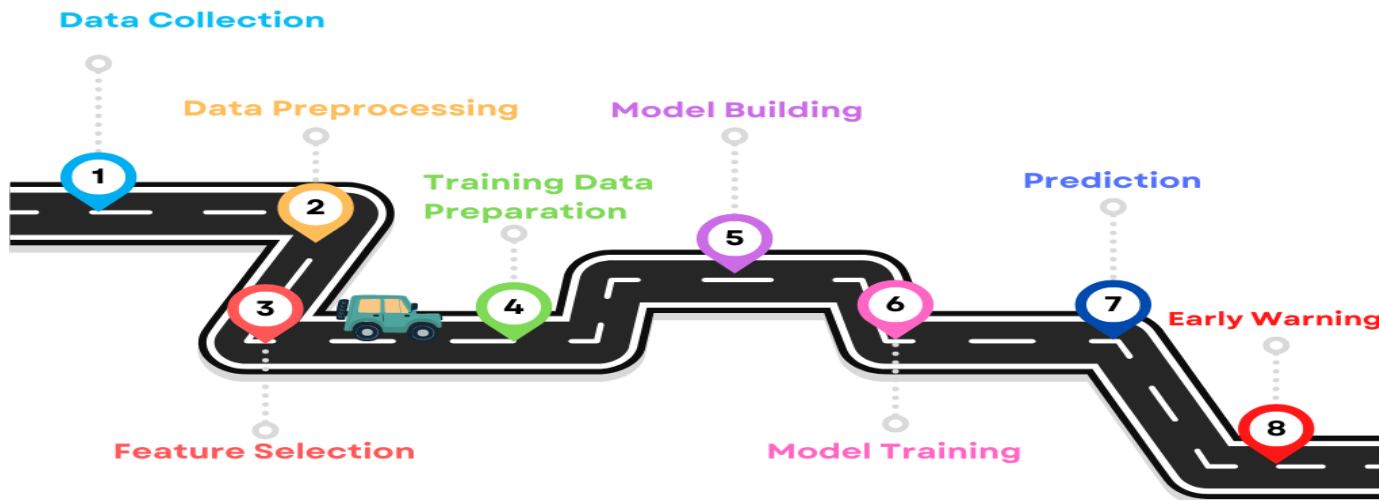 Data Collection
1
Data Preprocessing
2
Feature Selection
3
Training Data
Preparation
4
Model Building
5
Model Training
6
Prediction
7
Early Warning
8